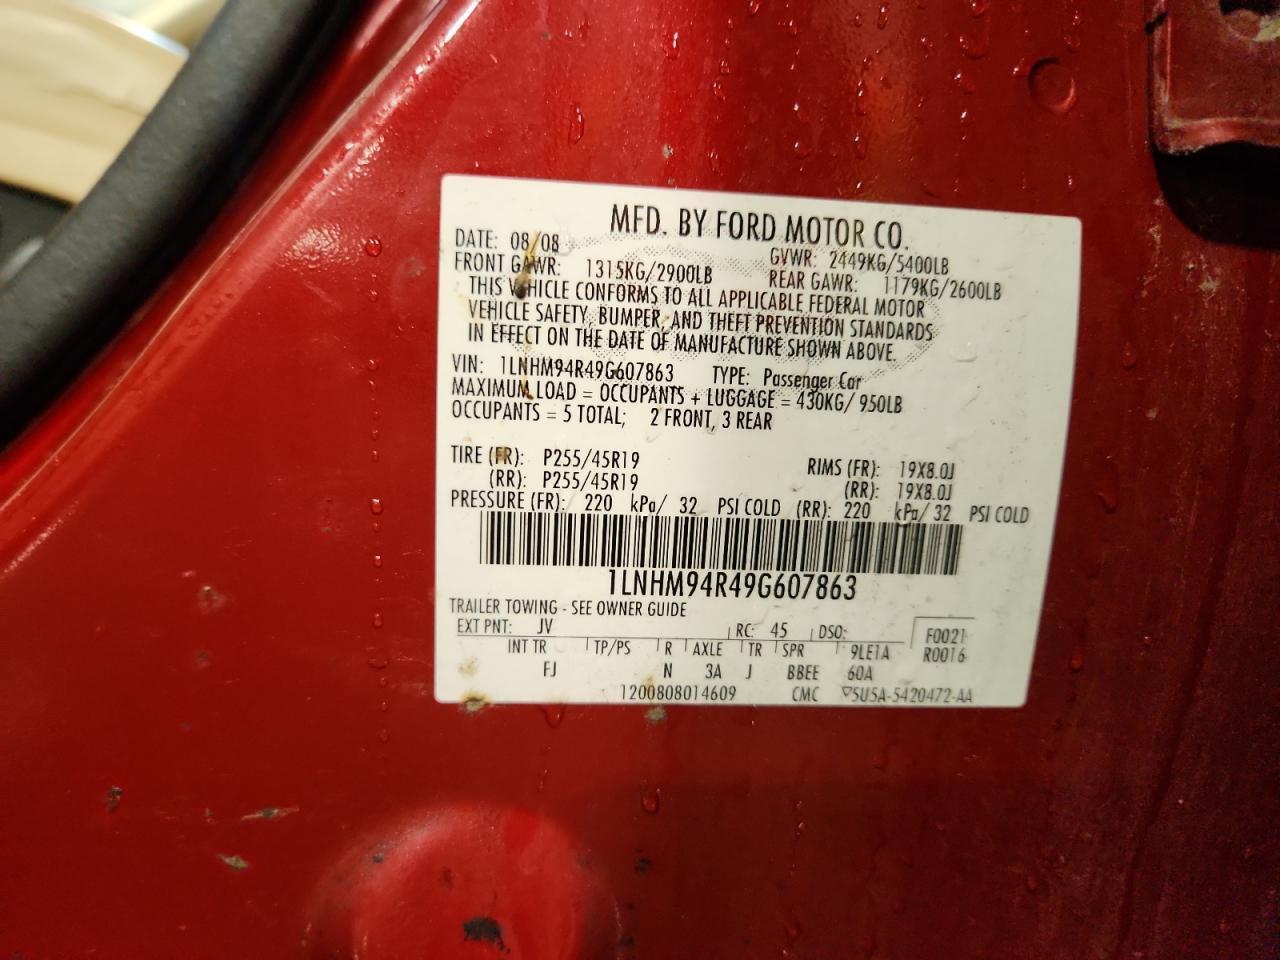 MFD. BY FORD MOTOR CO.
DATE: 08/08 GVWR: 2449KG/5400LB
FRONT GAWR: 1315KG/2900LB REAR GAWR: 1179KG/2600LB
THIS VEHICLE CONFORMS TO ALL APPLICABLE FEDERAL MOTOR
VEHICLE SAFETY, BUMPER, AND THEFT PREVENTION STANDARDS
IN EFFECT ON THE DATE OF MANUFACTURE SHOWN ABOVE.
VIN: 1LNHM94R49G607863 TYPE: Passenger Car
MAXIMUM LOAD = OCCUPANTS + LUGGAGE = 430KG/ 950LB
OCCUPANTS = 5 TOTAL; 2 FRONT, 3 REAR
TIRE (FR): P255/45R19 RIMS (FR): 19X8.0J
(RR): P255/45R19 (RR): 19X8.0J
PRESSURE (FR): 220 kPa/ 32 PSI COLD (RR): 220 kPa/ 32 PSI COLD
1LNHM94R49G607863
TRAILER TOWING - SEE OWNER GUIDE
EXT PNT: JV RC: 45 DSO: F0021
INT TR TP/PS R AXLE TR SPR 9LE1A R0016
FJ N 3A J BBEE 60A
1200808014609 CMC ▽5U5A-5420472-AA